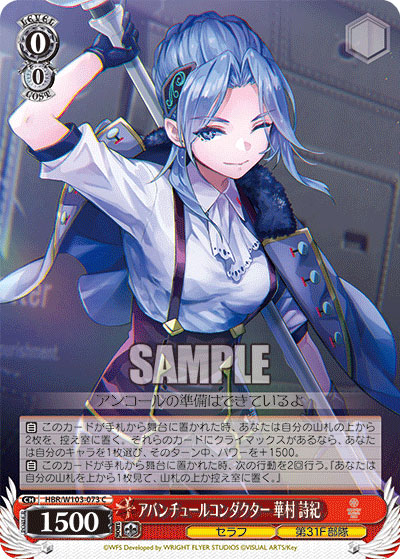 LEVEL
0
0
COST
SAMPLE
アンコールの準備はできているよ
自 このカードが手札から舞台に置かれた時、あなたは自分の山札の上から
2枚を、控え室に置く。それらのカードにクライマックスがあるなら、あなた
は自分のキャラを1枚選び、そのターン中、パワーを+1500。
自 このカードが手札から舞台に置かれた時、次の行動を2回行う。『あなた
は自分の山札の上から1枚見て、山札の上か控え室に置く。』
CH HBR/W103-073 C
1500
アバンチュールコンダクター 華村 詩紀
セラフ
第31F部隊
©WFS Developed by WRIGHT FLYER STUDIOS ©VISUAL ARTS/Key